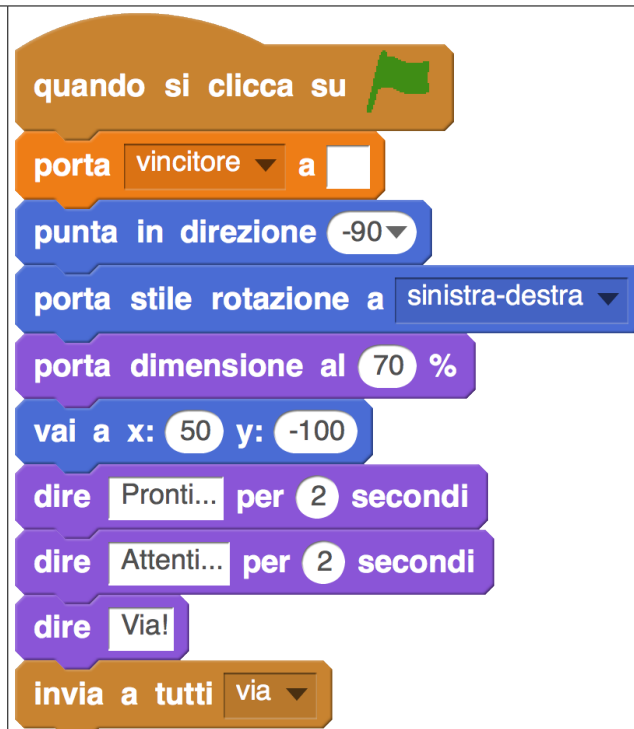 quando si clicca su
porta vincitore a
punta in direzione -90
porta stile rotazione a sinistra-destra
porta dimensione al 70 %
vai a x: 50 y: -100
dire Pronti... per 2 secondi
dire Attenti... per 2 secondi
dire Via!
invia a tutti via